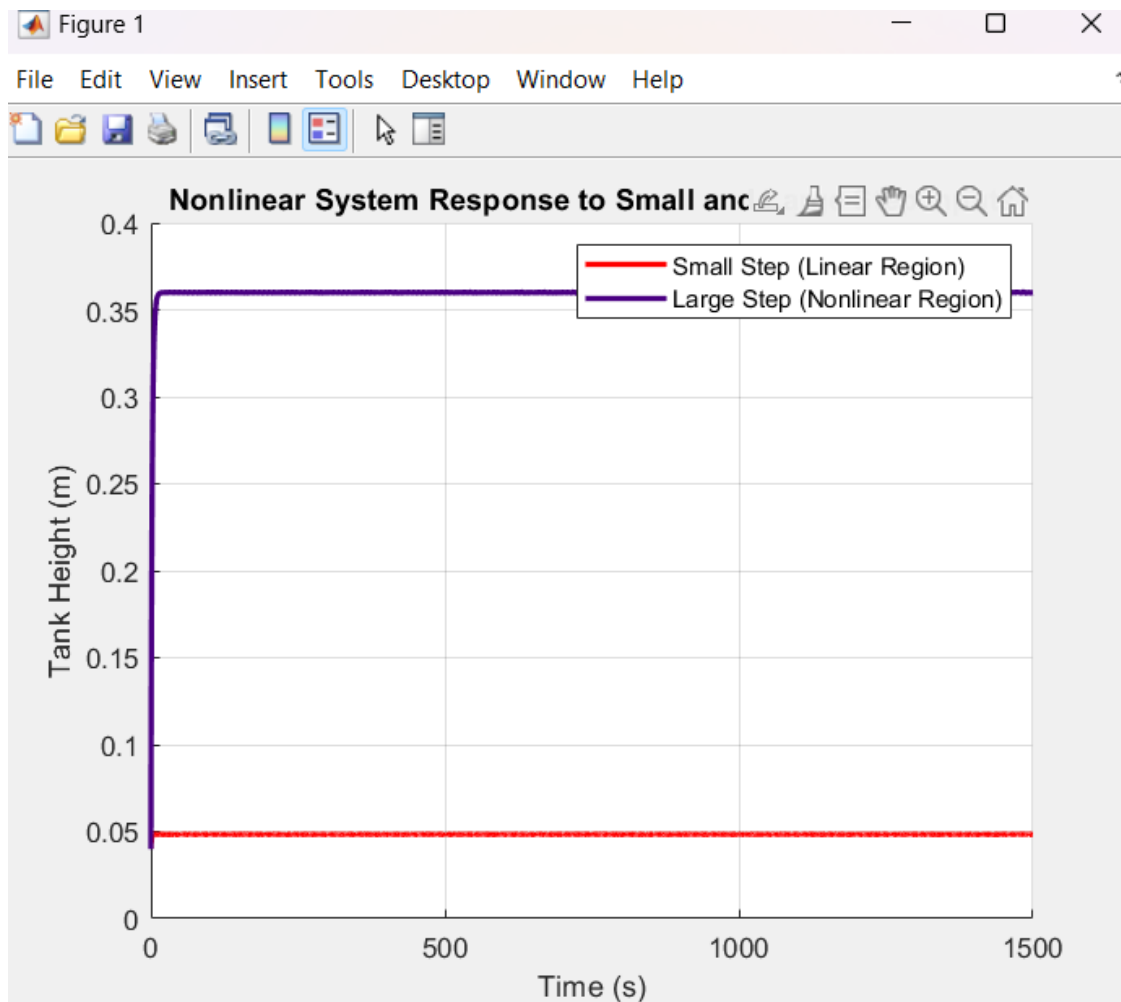 Figure 1
File Edit View Insert Tools Desktop Window Help
Nonlinear System Response to Small and
Small Step (Linear Region)
Large Step (Nonlinear Region)
0.4
0.35
0.3
0.25
0.2
0.15
0.1
0.05
0
Tank Height (m)
0 500 1000 1500
Time (s)